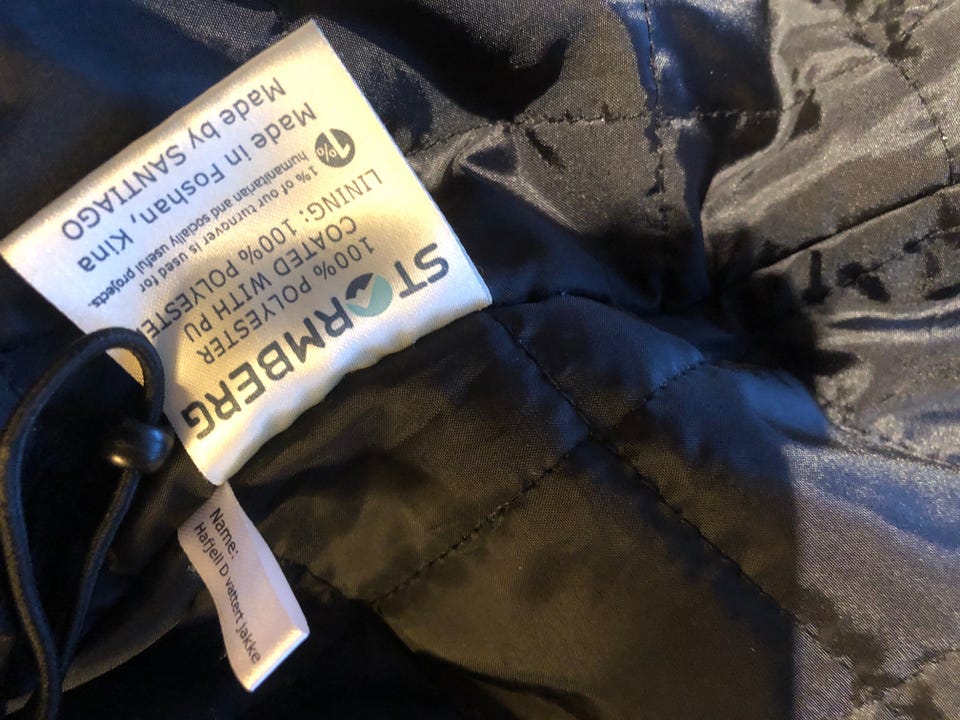 STORMBERG
100% POLYESTER
COATED WITH PU
LINING: 100% POLYESTER
1%
1% of our turnover is used for
humanitarian and socially useful projects.
Made in Foshan, Kina
Made by SANTIAGO
Name:
Hafjell D vattert jakke